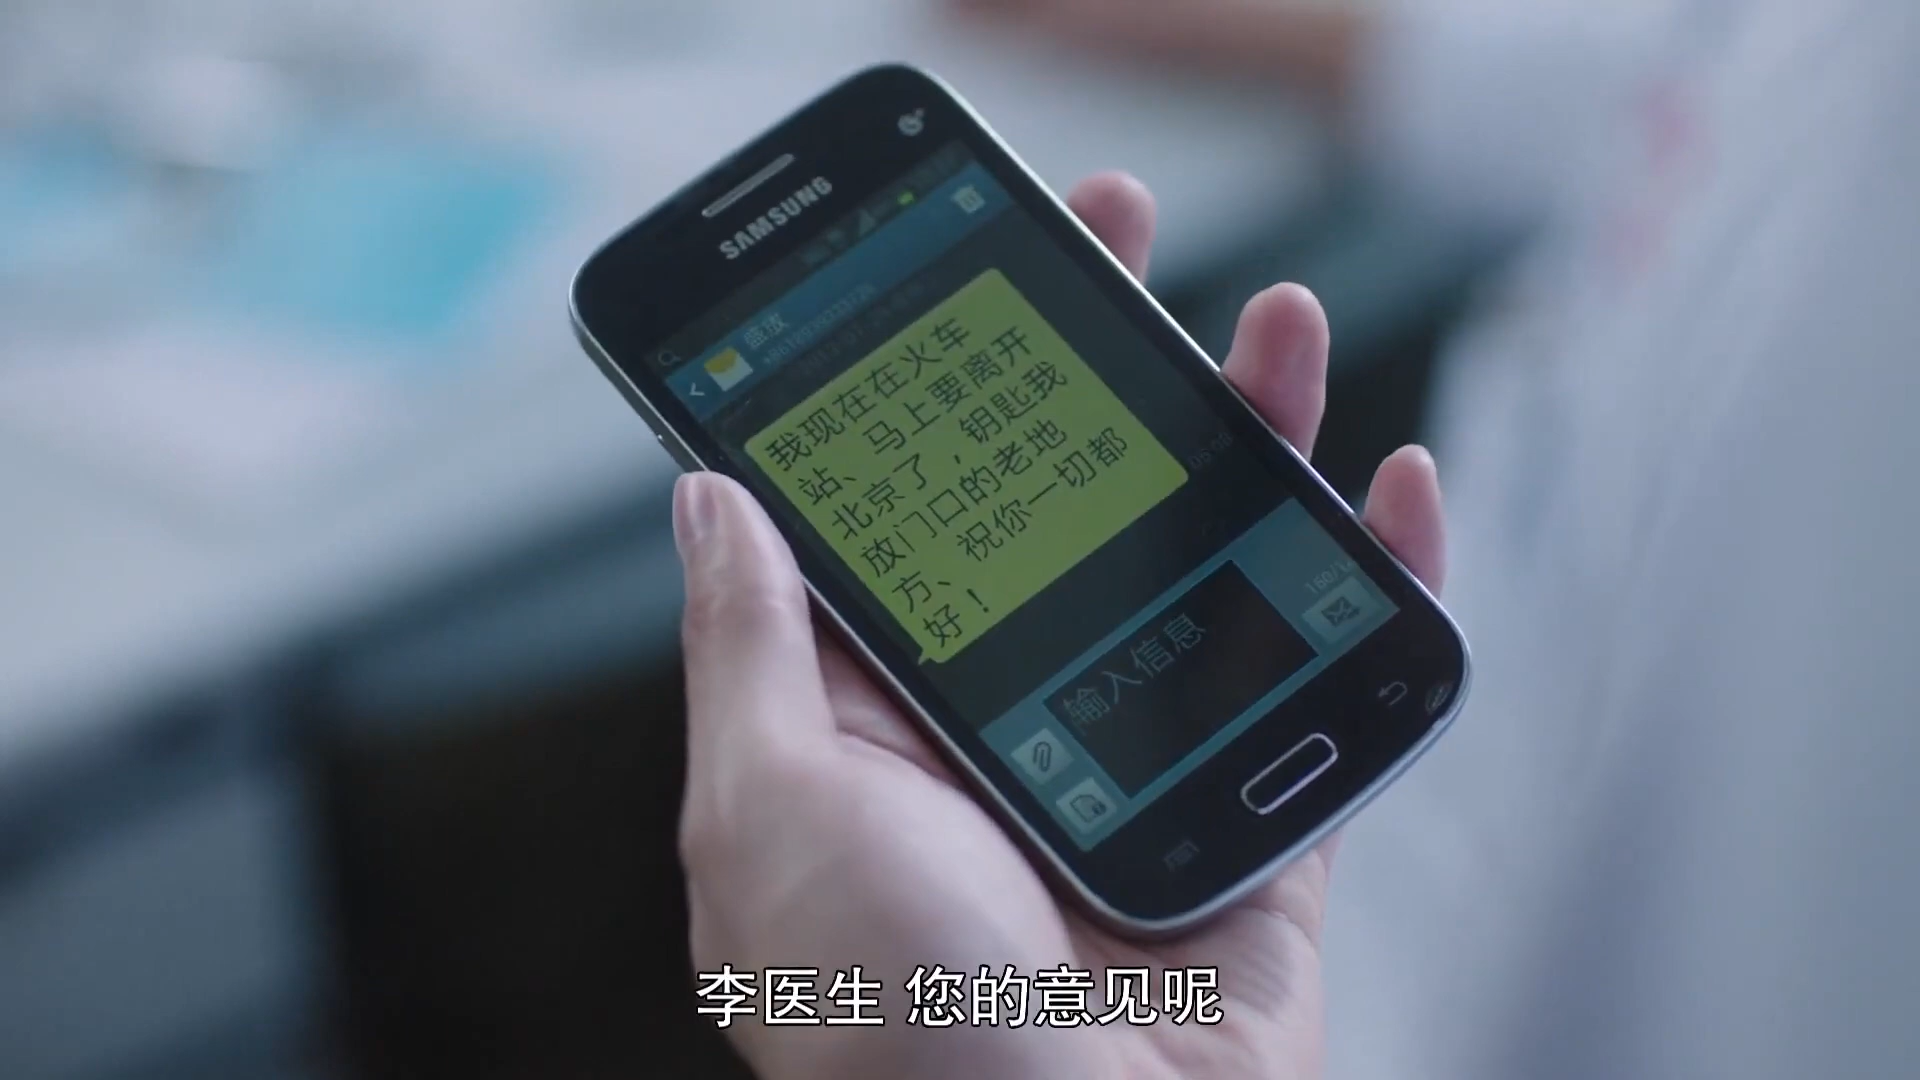 SAMSUNG
我现在在火车
站、马上要离开
北京了，钥匙我
放门口的老地
方、祝你一切都
好！
输入信息
李医生 您的意见呢